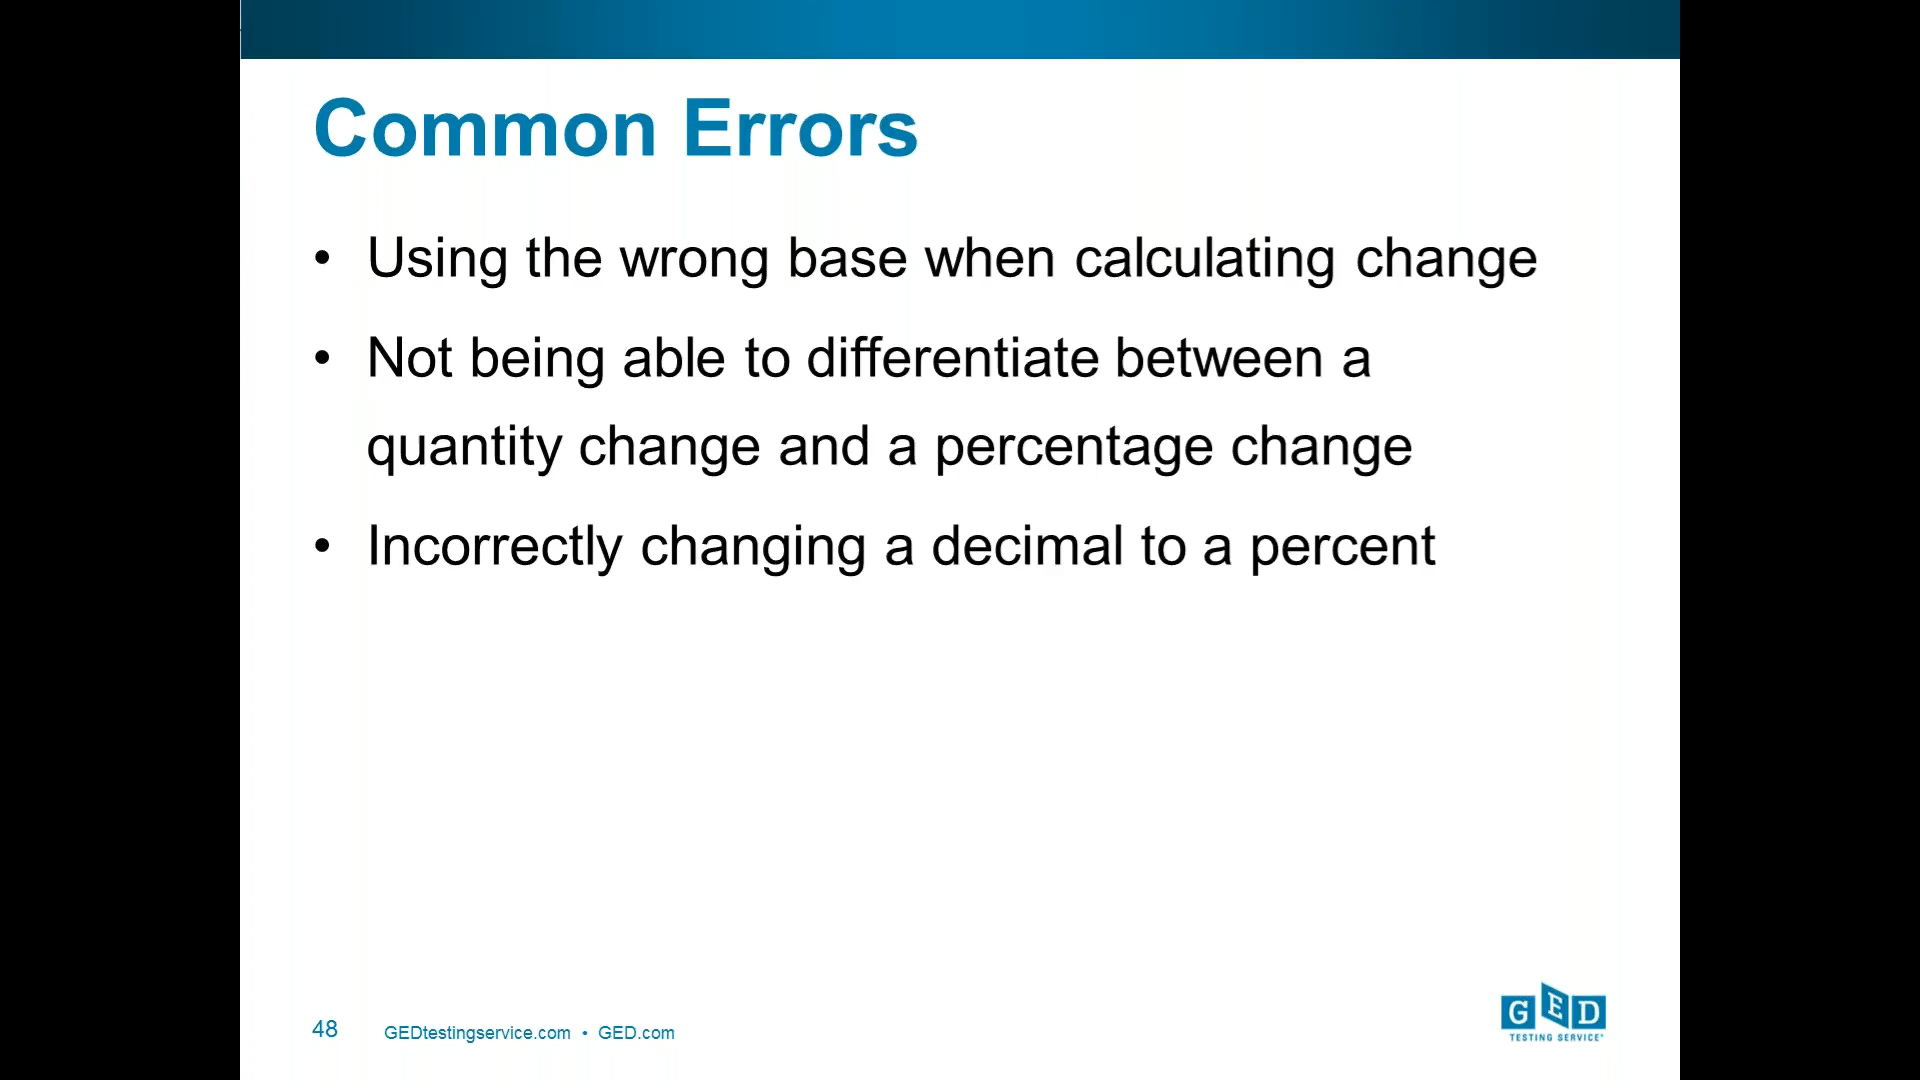 Common Errors
• Using the wrong base when calculating change
• Not being able to differentiate between a
quantity change and a percentage change
• Incorrectly changing a decimal to a percent
48 GEDtestingservice.com • GED.com
GED
TESTING SERVICE®